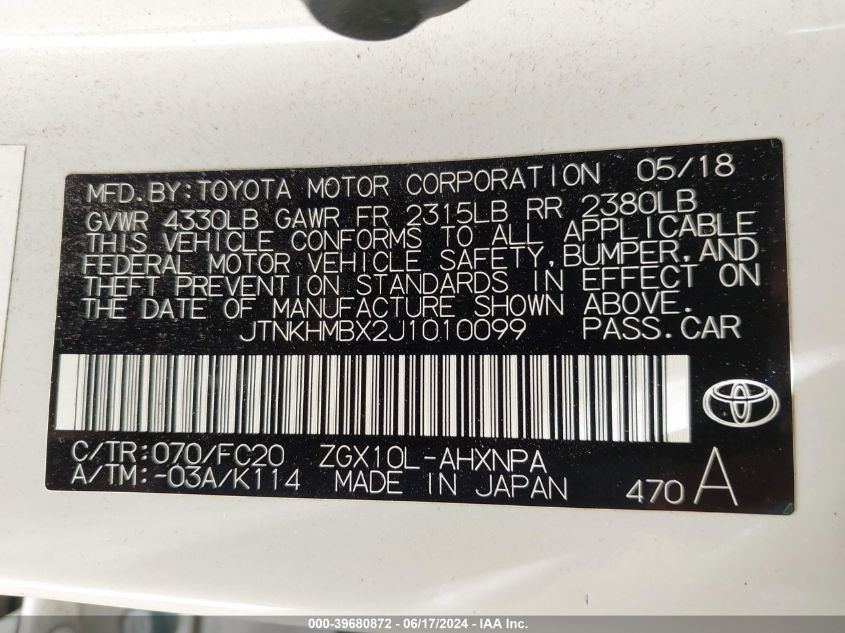 MFD.BY:TOYOTA MOTOR CORPORATION 05/18
GVWR 4330LB GAWR FR 2315LB RR 2380LB
THIS VEHICLE CONFORMS TO ALL APPLICABLE
FEDERAL MOTOR VEHICLE SAFETY,BUMPER,AND
THEFT PREVENTION STANDARDS IN EFFECT ON
THE DATE OF MANUFACTURE SHOWN ABOVE.
JTNKHMBX2J1010099 PASS.CAR
C/TR:070/FC20 ZGX10L-AHXNPA
A/TM:-03A/K114 MADE IN JAPAN 470 A
000-39680872 - 06/17/2024 - IAA Inc.